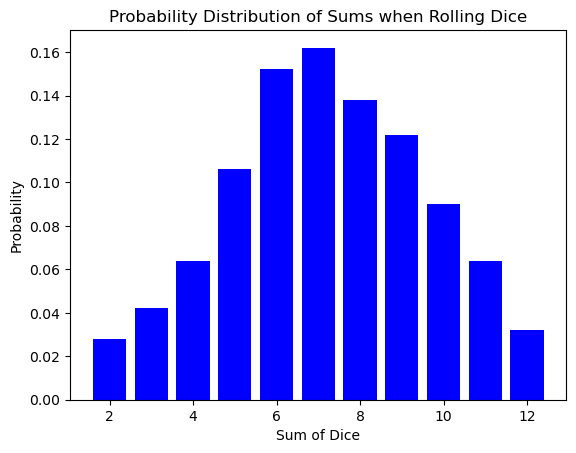 Probability Distribution of Sums when Rolling Dice
0.16
0.14
0.12
0.10
0.08
0.06
0.04
0.02
0.00
Probability
2 4 6 8 10 12
Sum of Dice